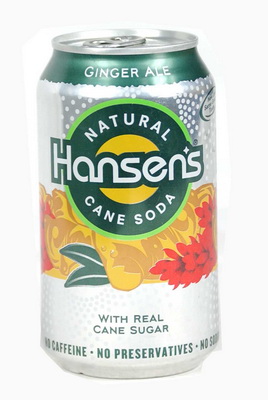 GINGER ALE
NATURAL
Hansen's
CANE SODA
WITH REAL
CANE SUGAR
NO CAFFEINE • NO PRESERVATIVES • NO